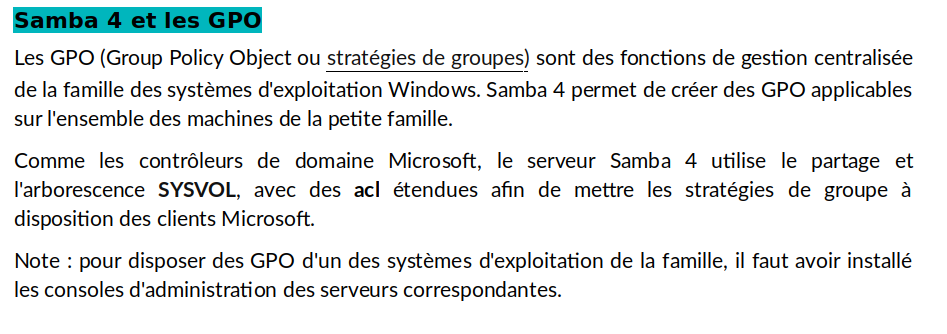 Samba 4 et les GPO
Les GPO (Group Policy Object ou stratégies de groupes) sont des fonctions de gestion centralisée
de la famille des systèmes d'exploitation Windows. Samba 4 permet de créer des GPO applicables
sur l'ensemble des machines de la petite famille.
Comme les contrôleurs de domaine Microsoft, le serveur Samba 4 utilise le partage et
l'arborescence SYSVOL, avec des acl étendues afin de mettre les stratégies de groupe à
disposition des clients Microsoft.
Note : pour disposer des GPO d'un des systèmes d'exploitation de la famille, il faut avoir installé
les consoles d'administration des serveurs correspondantes.